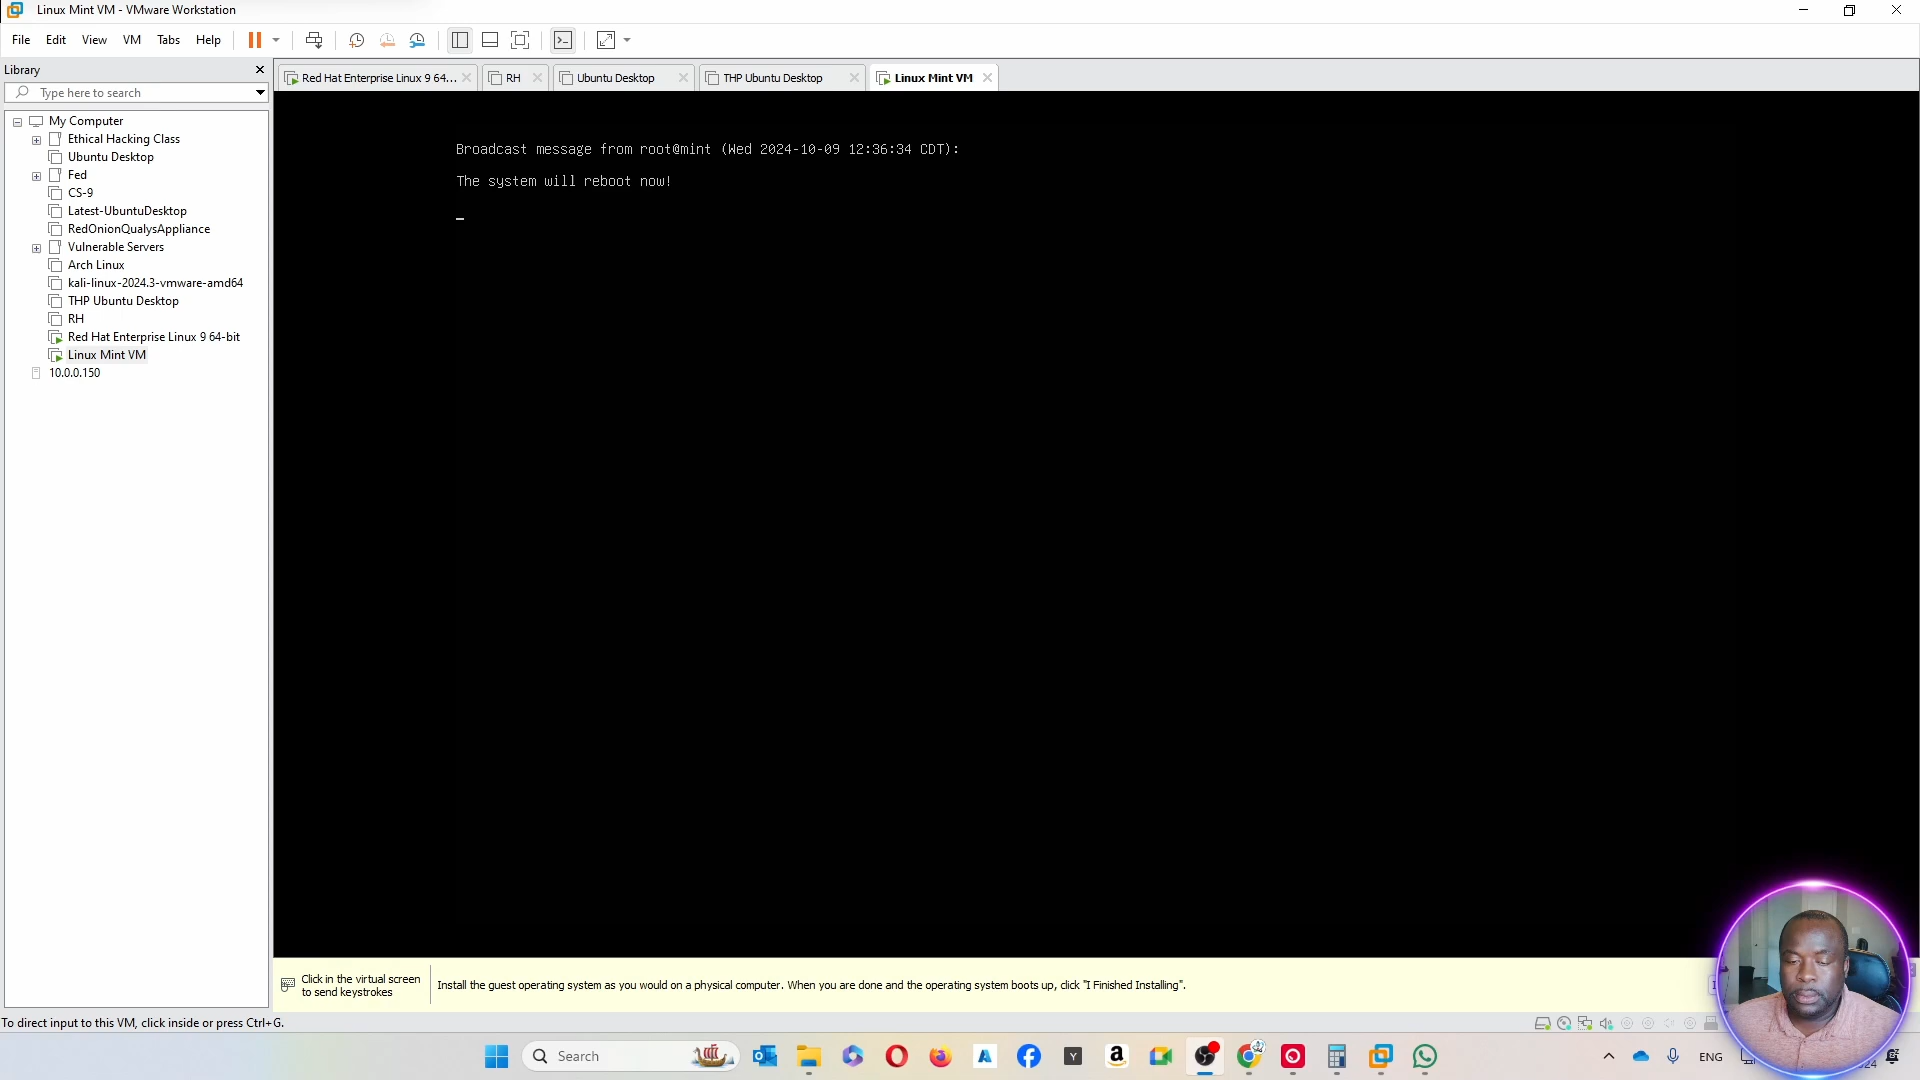 Linux Mint VM - VMware Workstation
File Edit View VM Tabs Help
Library
Type here to search
My Computer
Ethical Hacking Class
Ubuntu Desktop
Fed
CS-9
Latest-UbuntuDesktop
RedOnionQualysAppliance
Vulnerable Servers
Arch Linux
kali-linux-2024.3-vmware-amd64
THP Ubuntu Desktop
RH
Red Hat Enterprise Linux 9 64-bit
Linux Mint VM
10.0.0.150
Red Hat Enterprise Linux 9 64... RH Ubuntu Desktop THP Ubuntu Desktop Linux Mint VM
Broadcast message from root@mint (Wed 2024-10-09 12:36:34 CDT):
The system will reboot now!
Click in the virtual screen
to send keystrokes
Install the guest operating system as you would on a physical computer. When you are done and the operating system boots up, click "I Finished Installing".
To direct input to this VM, click inside or press Ctrl+G.
Search
Y
a
ENG